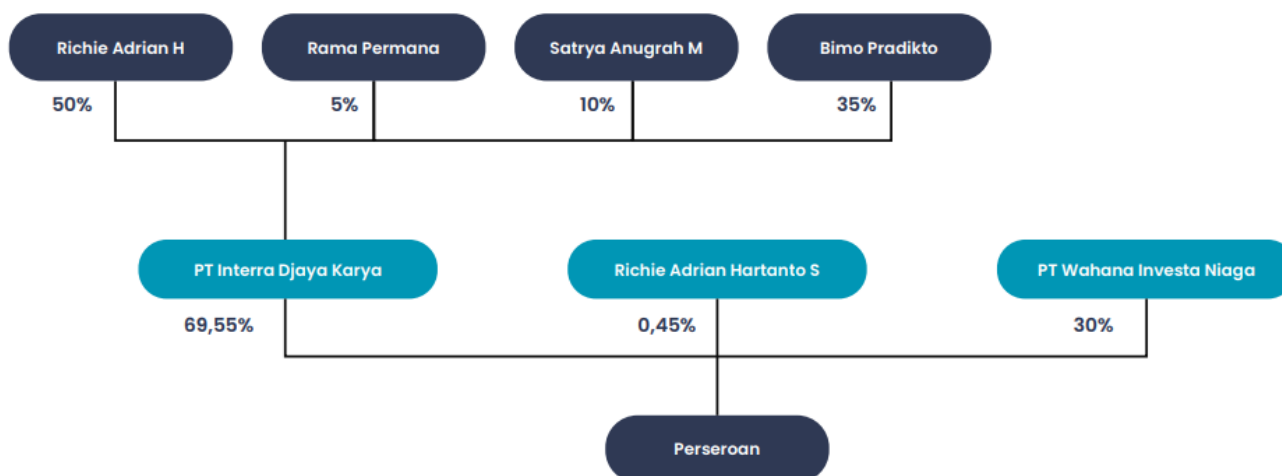 Richie Adrian H
Rama Permana
Satrya Anugrah M
Bimo Pradikto
50%
5%
10%
35%
PT Interra Djaya Karya
Richie Adrian Hartanto S
PT Wahana Investa Niaga
69,55%
0,45%
30%
Perseroan